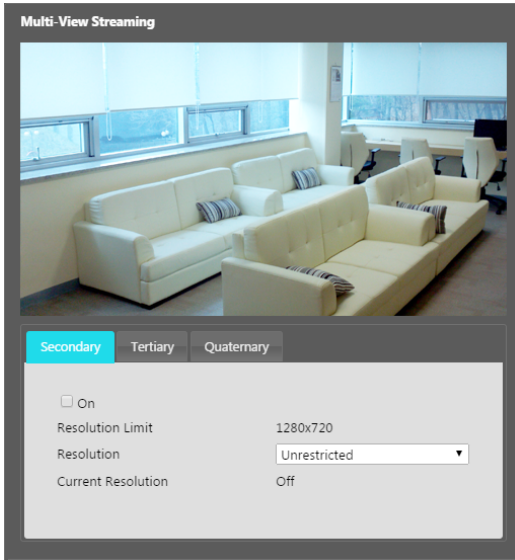 Multi-View Streaming
Secondary Tertiary Quaternary
On
Resolution Limit 1280x720
Resolution Unrestricted
Current Resolution Off